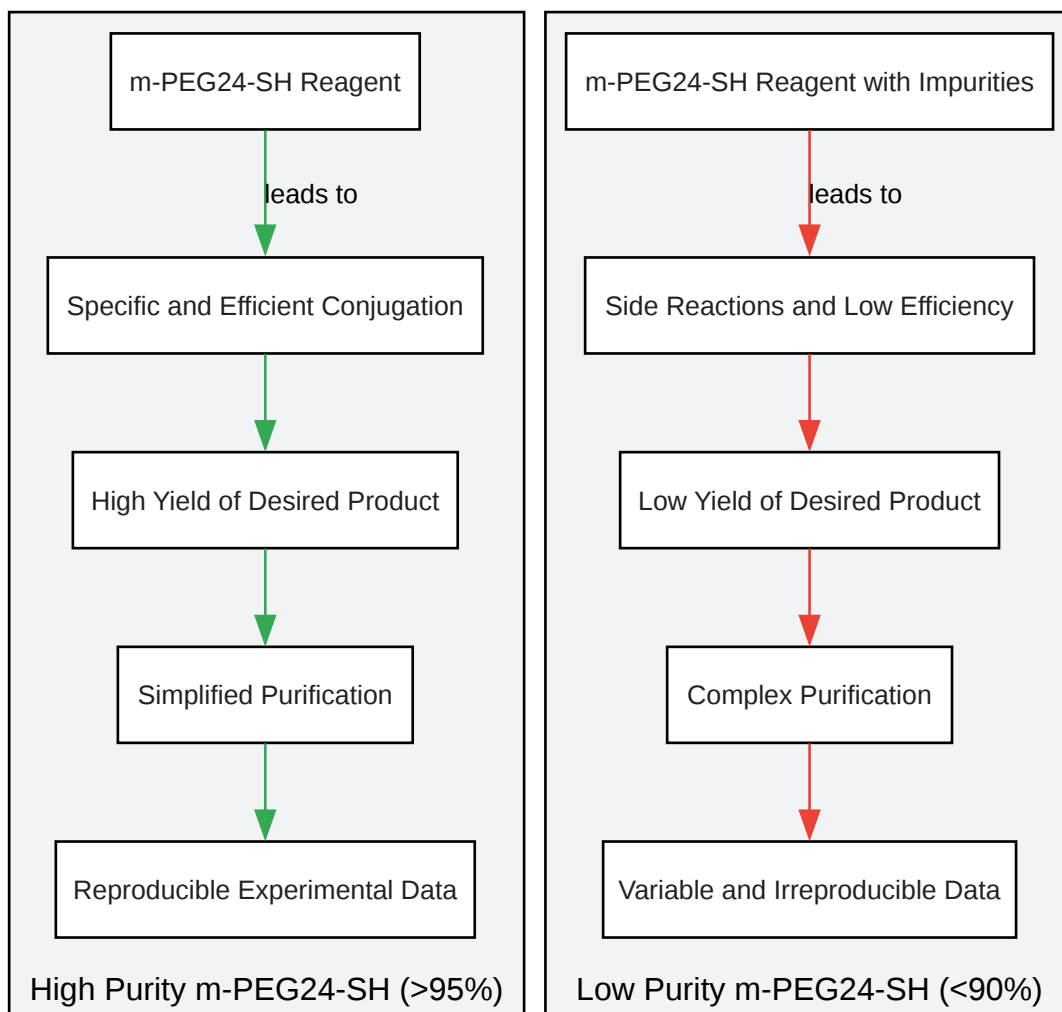 m-PEG24-SH Reagent
leads to
Specific and Efficient Conjugation
High Yield of Desired Product
Simplified Purification
Reproducible Experimental Data
High Purity m-PEG24-SH (>95%)
m-PEG24-SH Reagent with Impurities
leads to
Side Reactions and Low Efficiency
Low Yield of Desired Product
Complex Purification
Variable and Irreproducible Data
Low Purity m-PEG24-SH (<90%)